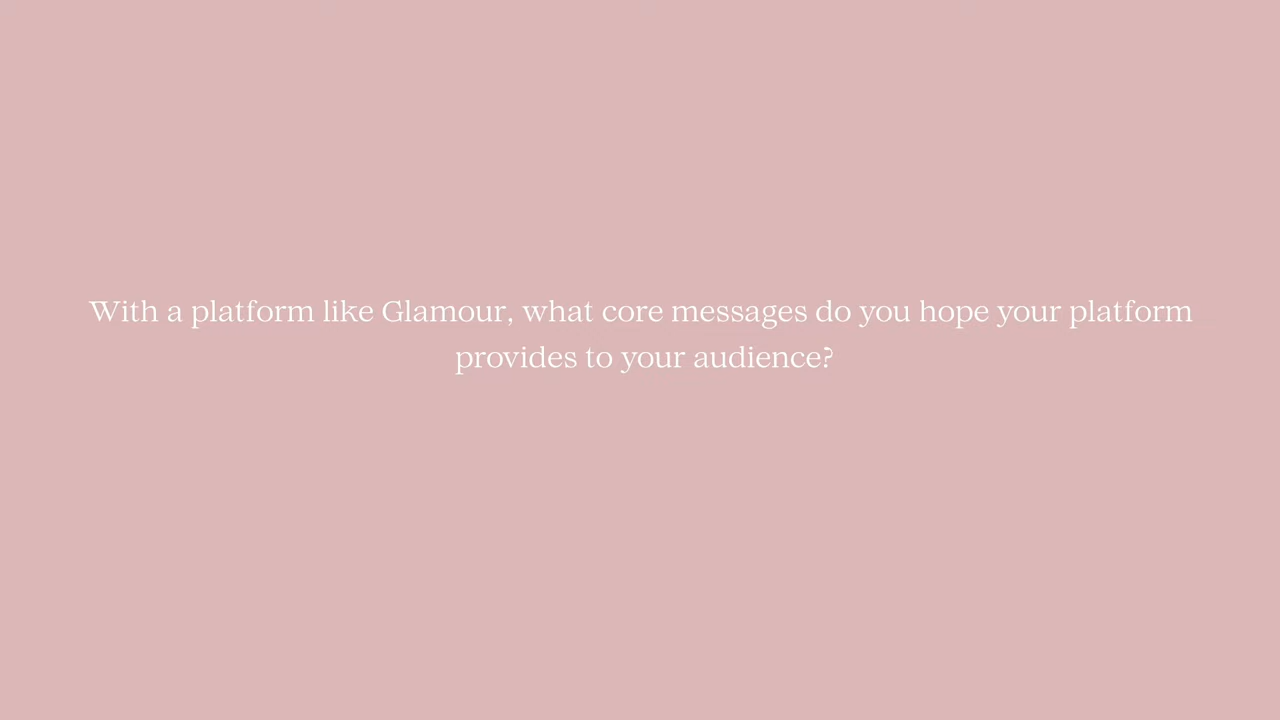 With a platform like Glamour, what core messages do you hope your platform
provides to your audience?